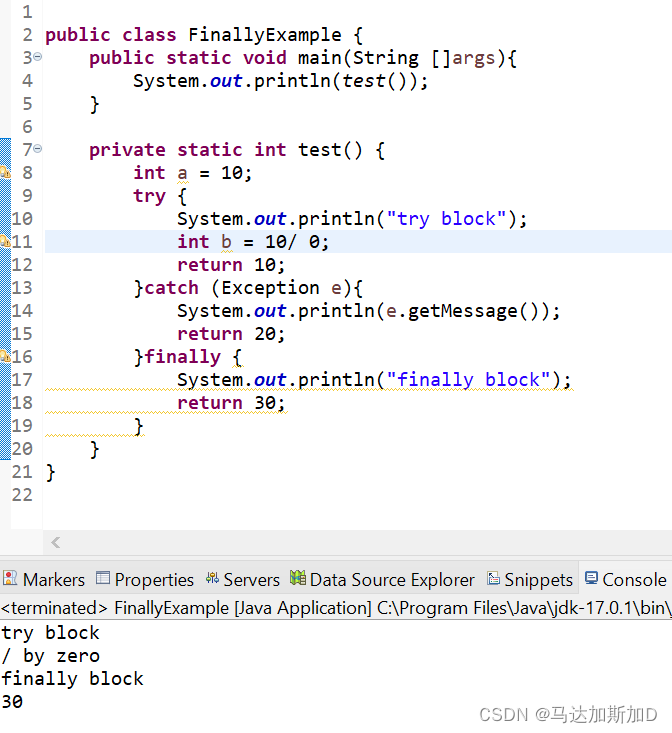 1
2 public class FinallyExample {
3 public static void main(String []args){
4 System.out.println(test());
5 }
6
7 private static int test() {
8 int a = 10;
9 try {
10 System.out.println("try block");
11 int b = 10/ 0;
12 return 10;
13 }catch (Exception e){
14 System.out.println(e.getMessage());
15 return 20;
16 }finally {
17 System.out.println("finally block");
18 return 30;
19 }
20 }
21 }
22
Markers Properties Servers Data Source Explorer Snippets Console
<terminated> FinallyExample [Java Application] C:\Program Files\Java\jdk-17.0.1\bin\
try block
/ by zero
finally block
30
CSDN @马达加斯加D